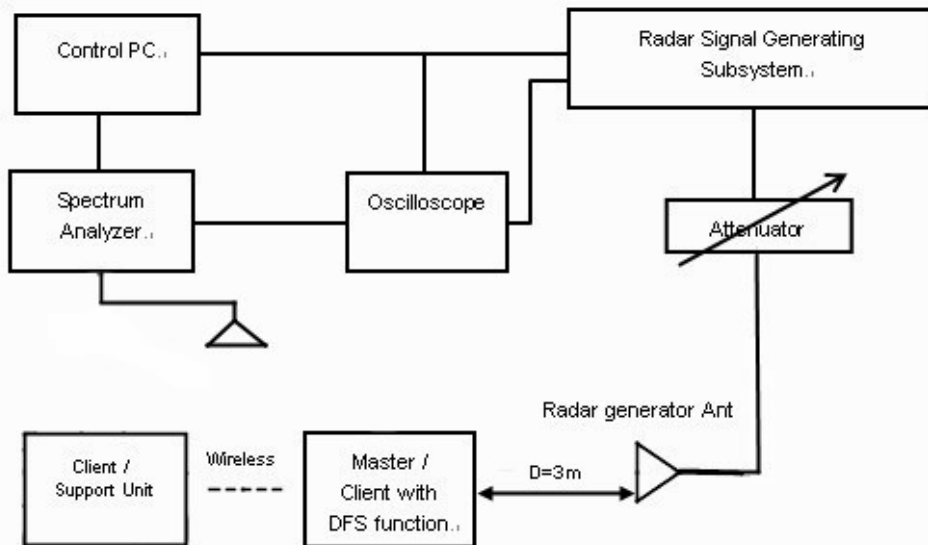 Control PC
Radar Signal Generating
Subsystem
Spectrum
Analyzer
Oscilloscope
Attenuator
Radar generator Ant
Client /
Support Unit
Wireless
Master /
Client with
DFS function
D=3m